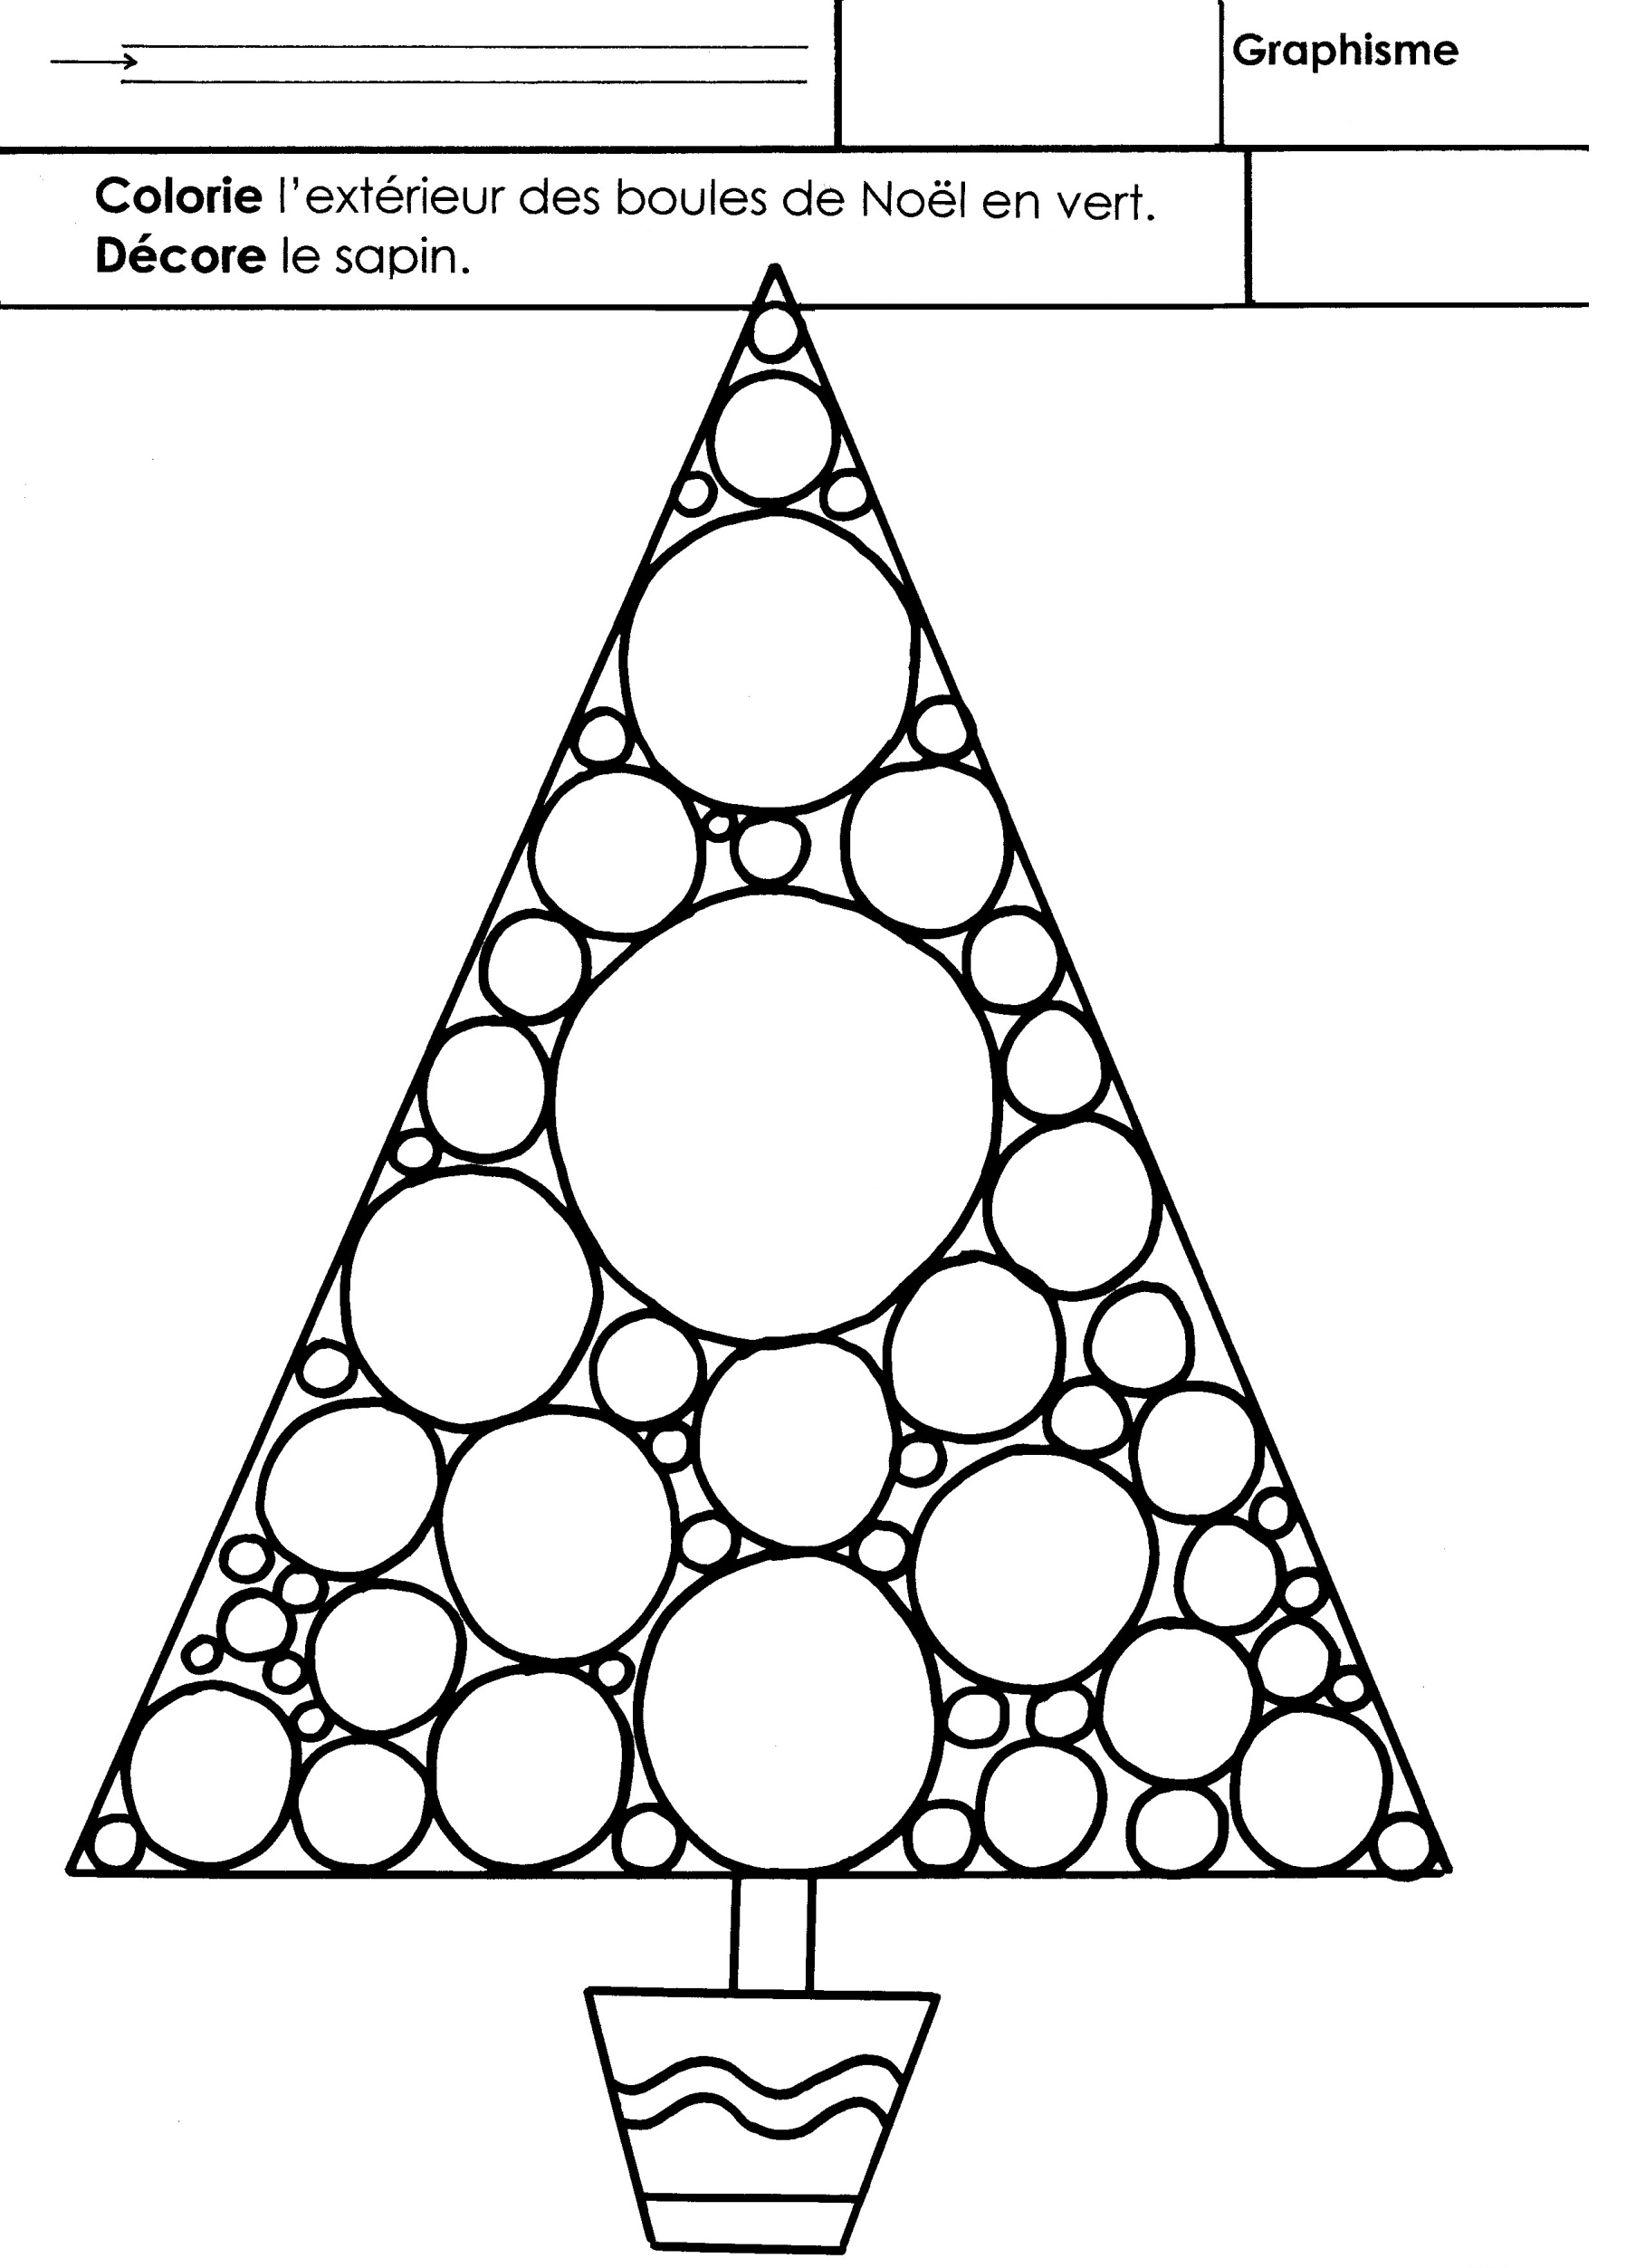 Graphisme
Colorie l'extérieur des boules de Noël en vert.
Décore le sapin.